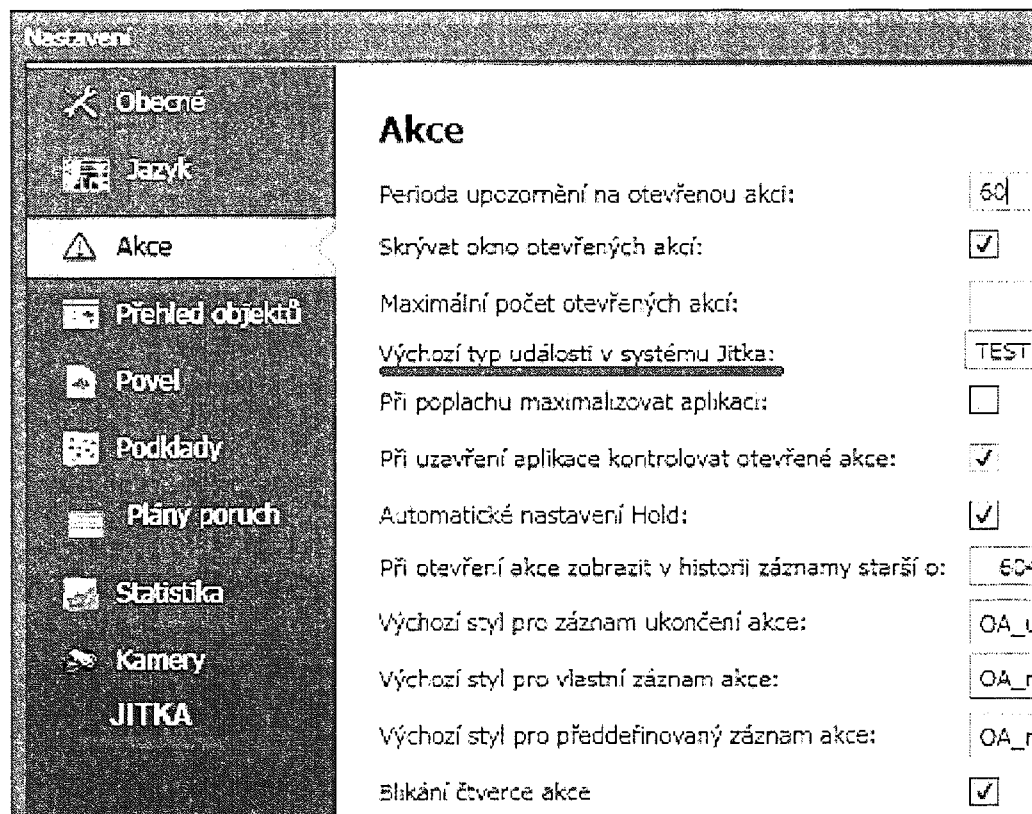 Nastavení
Obecné
Jazyk
Akce
Přehled objektů
Povel
Podklady
Plány poruch
Statistika
Kamery
JITKA
Akce
Perioda upozornění na otevřenou akci: 60
Skrývat okno otevřených akcí:
Maximální počet otevřených akcí:
Výchozí typ události v systému Jitka: TEST
Při poplachu maximalizovat aplikaci:
Při uzavření aplikace kontrolovat otevřené akce:
Automatické nastavení Hold:
Při otevření akce zobrazit v historii záznamy starší o:
Výchozí styl pro záznam ukončení akce:
Výchozí styl pro vlastní záznam akce:
Výchozí styl pro předdefinovaný záznam akce:
Blikání čtverce akce